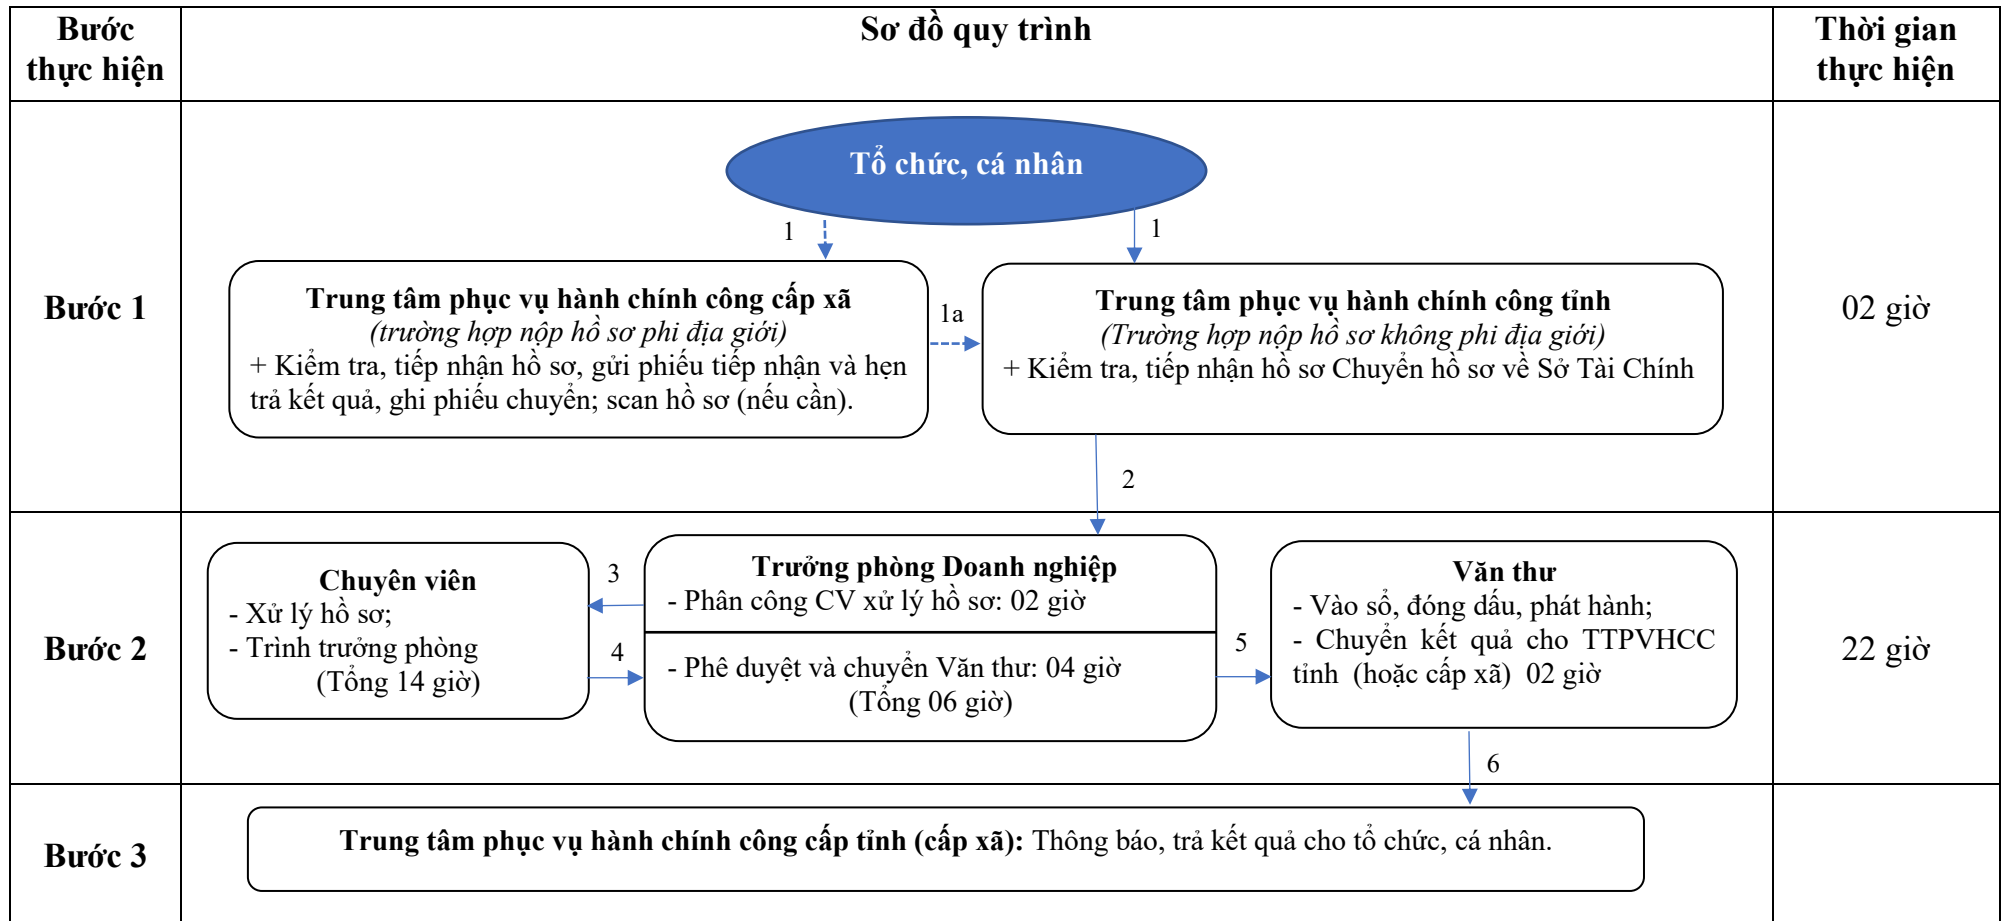 Bước
thực hiện
Sơ đồ quy trình
Thời gian
thực hiện
Bước 1
Tổ chức, cá nhân
1
1
Trung tâm phục vụ hành chính công cấp xã
(trường hợp nộp hồ sơ phi địa giới)
+ Kiểm tra, tiếp nhận hồ sơ, gửi phiếu tiếp nhận và hẹn
trả kết quả, ghi phiếu chuyển; scan hồ sơ (nếu cần).
1a
Trung tâm phục vụ hành chính công tỉnh
(Trường hợp nộp hồ sơ không phi địa giới)
+ Kiểm tra, tiếp nhận hồ sơ Chuyển hồ sơ về Sở Tài Chính
02 giờ
2
Bước 2
Chuyên viên
- Xử lý hồ sơ;
- Trình trưởng phòng
(Tổng 14 giờ)
3
4
Trưởng phòng Doanh nghiệp
- Phân công CV xử lý hồ sơ: 02 giờ
- Phê duyệt và chuyển Văn thư: 04 giờ
(Tổng 06 giờ)
5
Văn thư
- Vào sổ, đóng dấu, phát hành;
- Chuyển kết quả cho TTPVHCC
tỉnh (hoặc cấp xã) 02 giờ
22 giờ
6
Bước 3
Trung tâm phục vụ hành chính công cấp tỉnh (cấp xã): Thông báo, trả kết quả cho tổ chức, cá nhân.